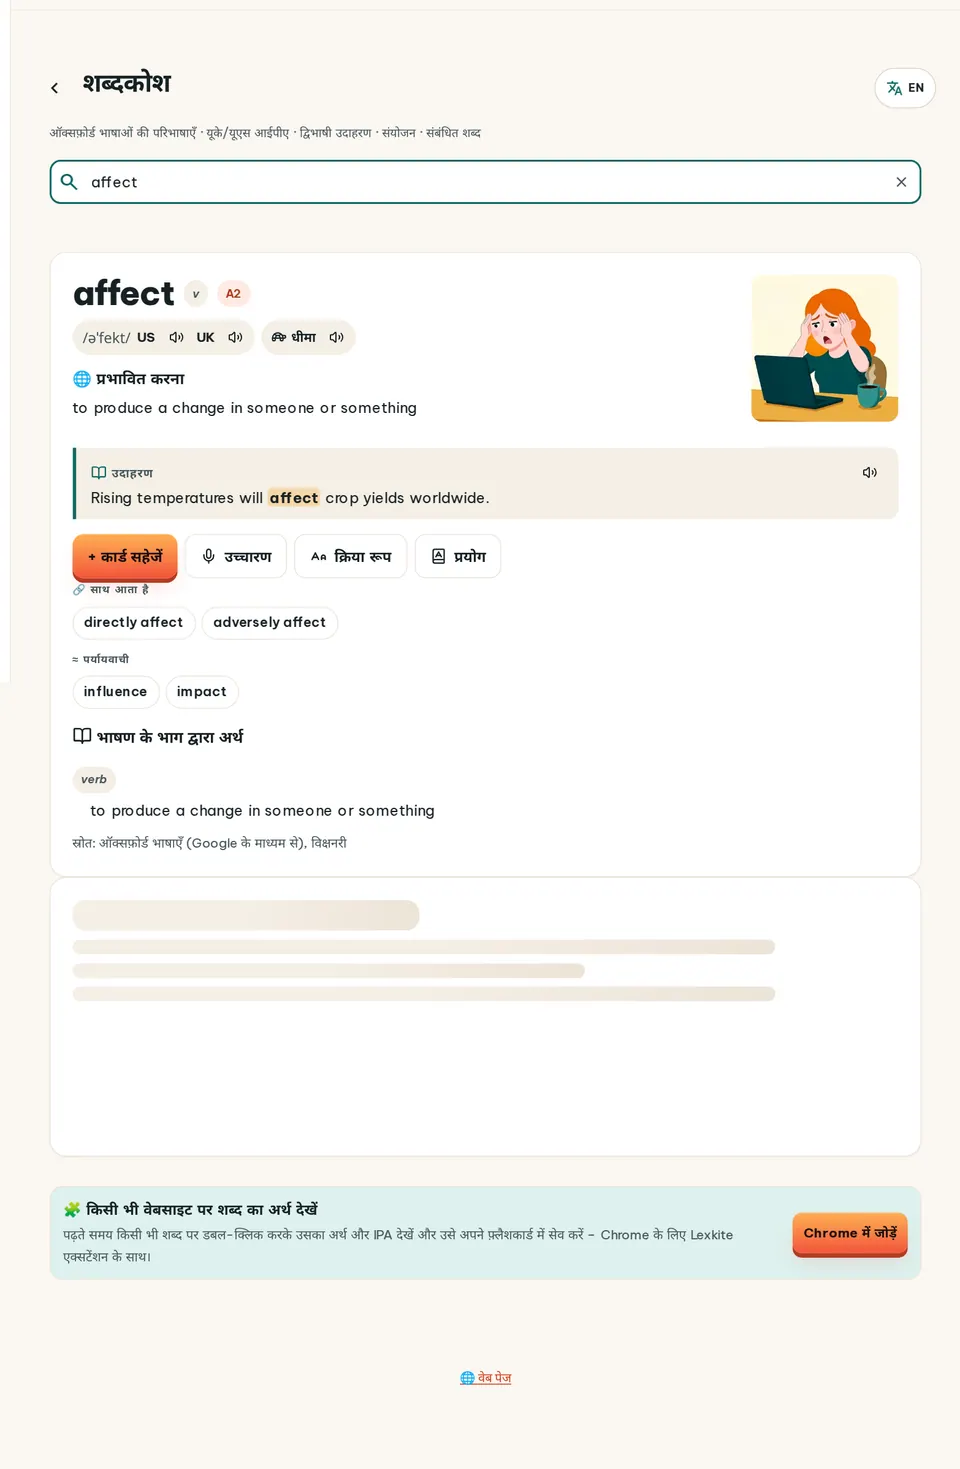 शब्दकोश
EN
ऑक्सफ़ोर्ड भाषाओं की परिभाषाएँ · यूके/यूएस आईपीए · द्विभाषी उदाहरण · संयोजन · संबंधित शब्द
affect
affect v A2
/əˈfekt/ US UK धीमा
प्रभावित करना
to produce a change in someone or something
उदाहरण
Rising temperatures will affect crop yields worldwide.
+ कार्ड सहेजें उच्चारण क्रिया रूप प्रयोग
साथ आता है
directly affect adversely affect
≈ पर्यायवाची
influence impact
भाषण के भाग द्वारा अर्थ
verb
to produce a change in someone or something
स्रोत: ऑक्सफ़ोर्ड भाषाएँ (Google के माध्यम से), विक्षनरी
किसी भी वेबसाइट पर शब्द का अर्थ देखें
पढ़ते समय किसी भी शब्द पर डबल-क्लिक करके उसका अर्थ और IPA देखें और उसे अपने फ़्लैशकार्ड में सेव करें – Chrome के लिए Lexkite
एक्सटेंशन के साथ।
Chrome में जोड़ें
वेब पेज